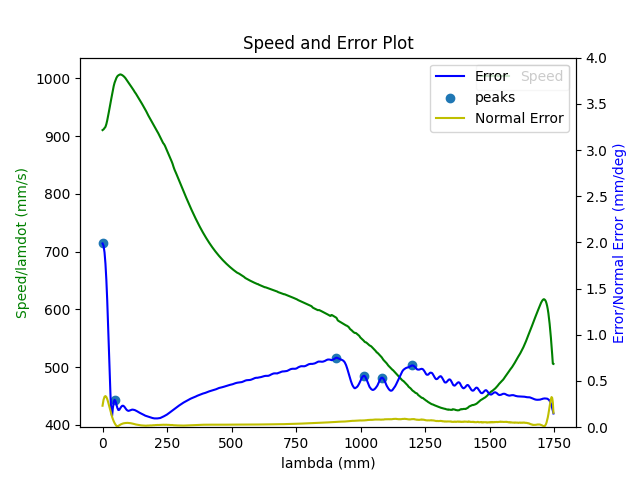 Speed and Error Plot
Error
Speed
peaks
Normal Error
Speed/lamdot (mm/s)
1000
900
800
700
600
500
400
4.0
3.5
3.0
2.5
2.0
1.5
1.0
0.5
0.0
Error/Normal Error (mm/deg)
0 250 500 750 1000 1250 1500 1750
lambda (mm)